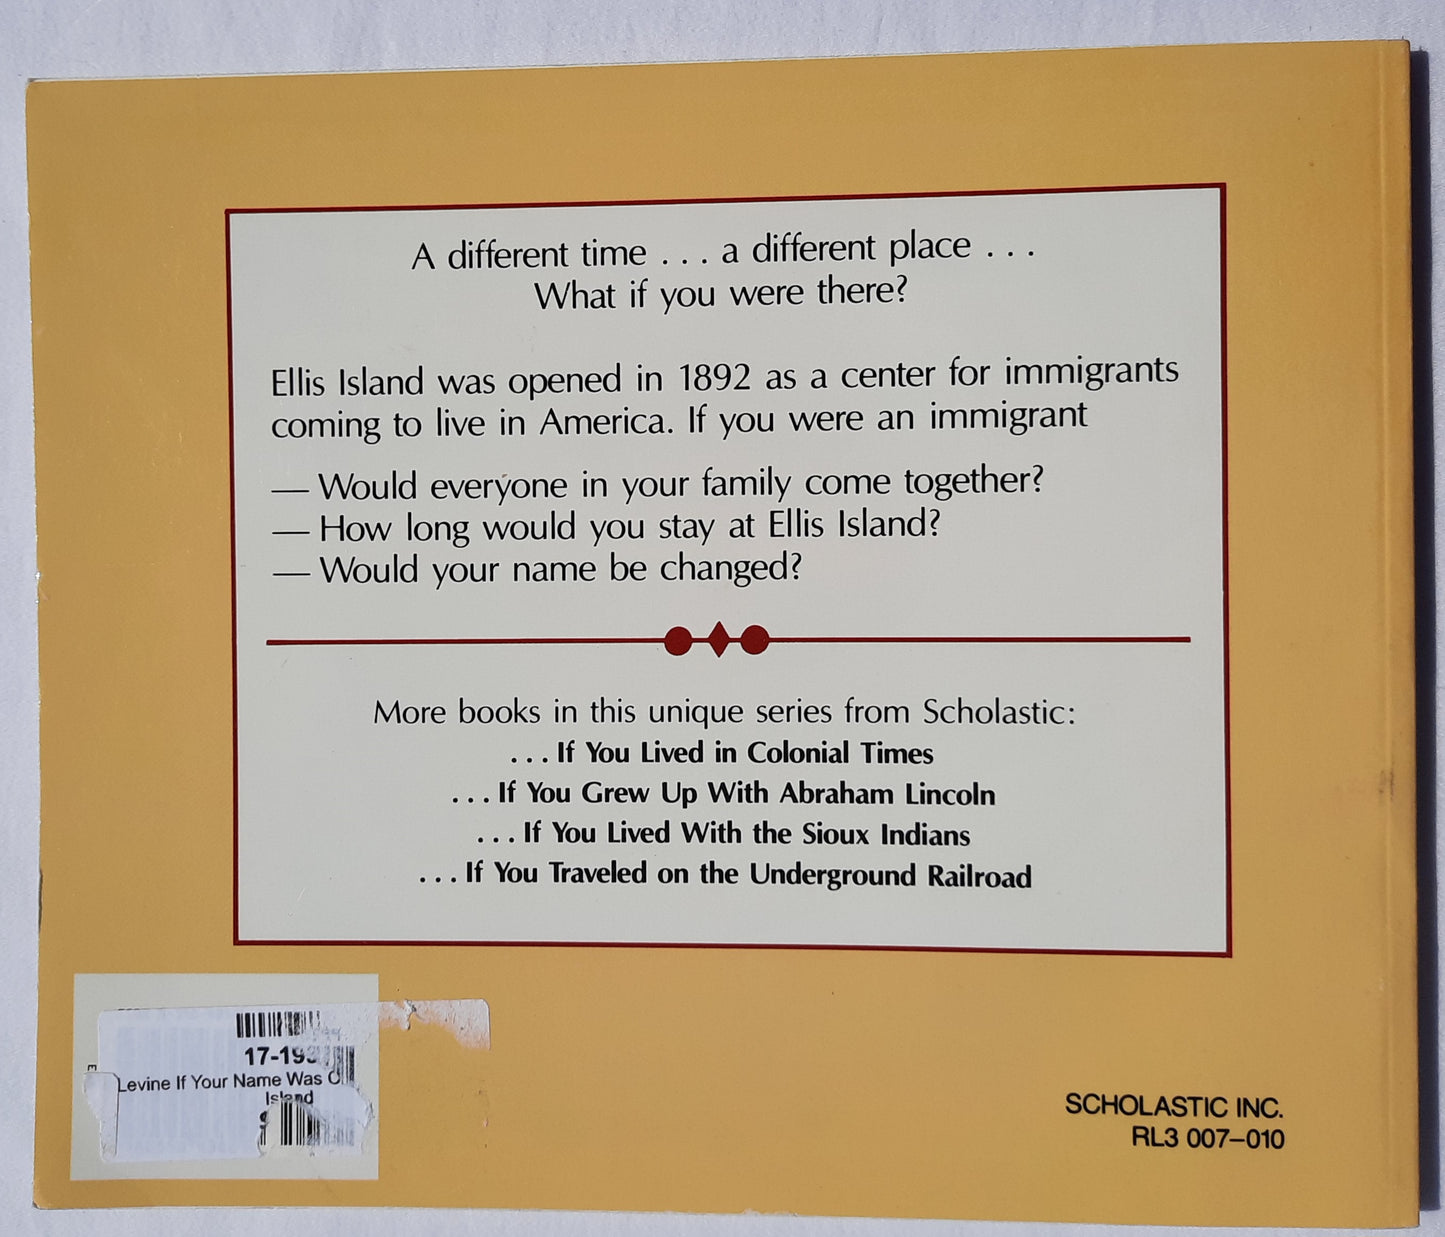 A different time . . . a different place . . .
What if you were there?
Ellis Island was opened in 1892 as a center for immigrants
coming to live in America. If you were an immigrant
— Would everyone in your family come together?
— How long would you stay at Ellis Island?
— Would your name be changed?
More books in this unique series from Scholastic:
. . . If You Lived in Colonial Times
. . . If You Grew Up With Abraham Lincoln
. . . If You Lived With the Sioux Indians
. . . If You Traveled on the Underground Railroad
17-19
Levine If Your Name Was
Island
SCHOLASTIC INC.
RL3 007–010